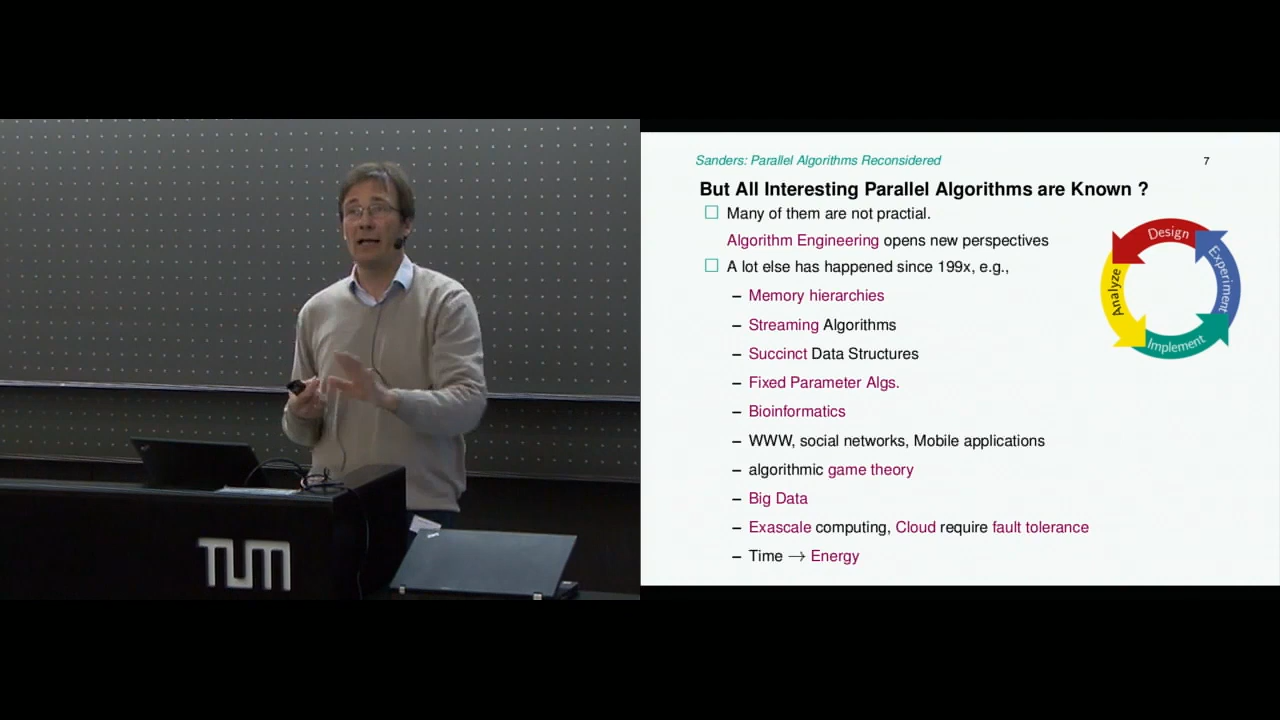 TUM
Sanders: Parallel Algorithms Reconsidered
7
But All Interesting Parallel Algorithms are Known ?
Many of them are not practial.
Algorithm Engineering opens new perspectives
A lot else has happened since 199x, e.g.,
– Memory hierarchies
– Streaming Algorithms
– Succinct Data Structures
– Fixed Parameter Algs.
– Bioinformatics
– WWW, social networks, Mobile applications
– algorithmic game theory
– Big Data
– Exascale computing, Cloud require fault tolerance
– Time → Energy
Design
Experiment
Implement
Analyze